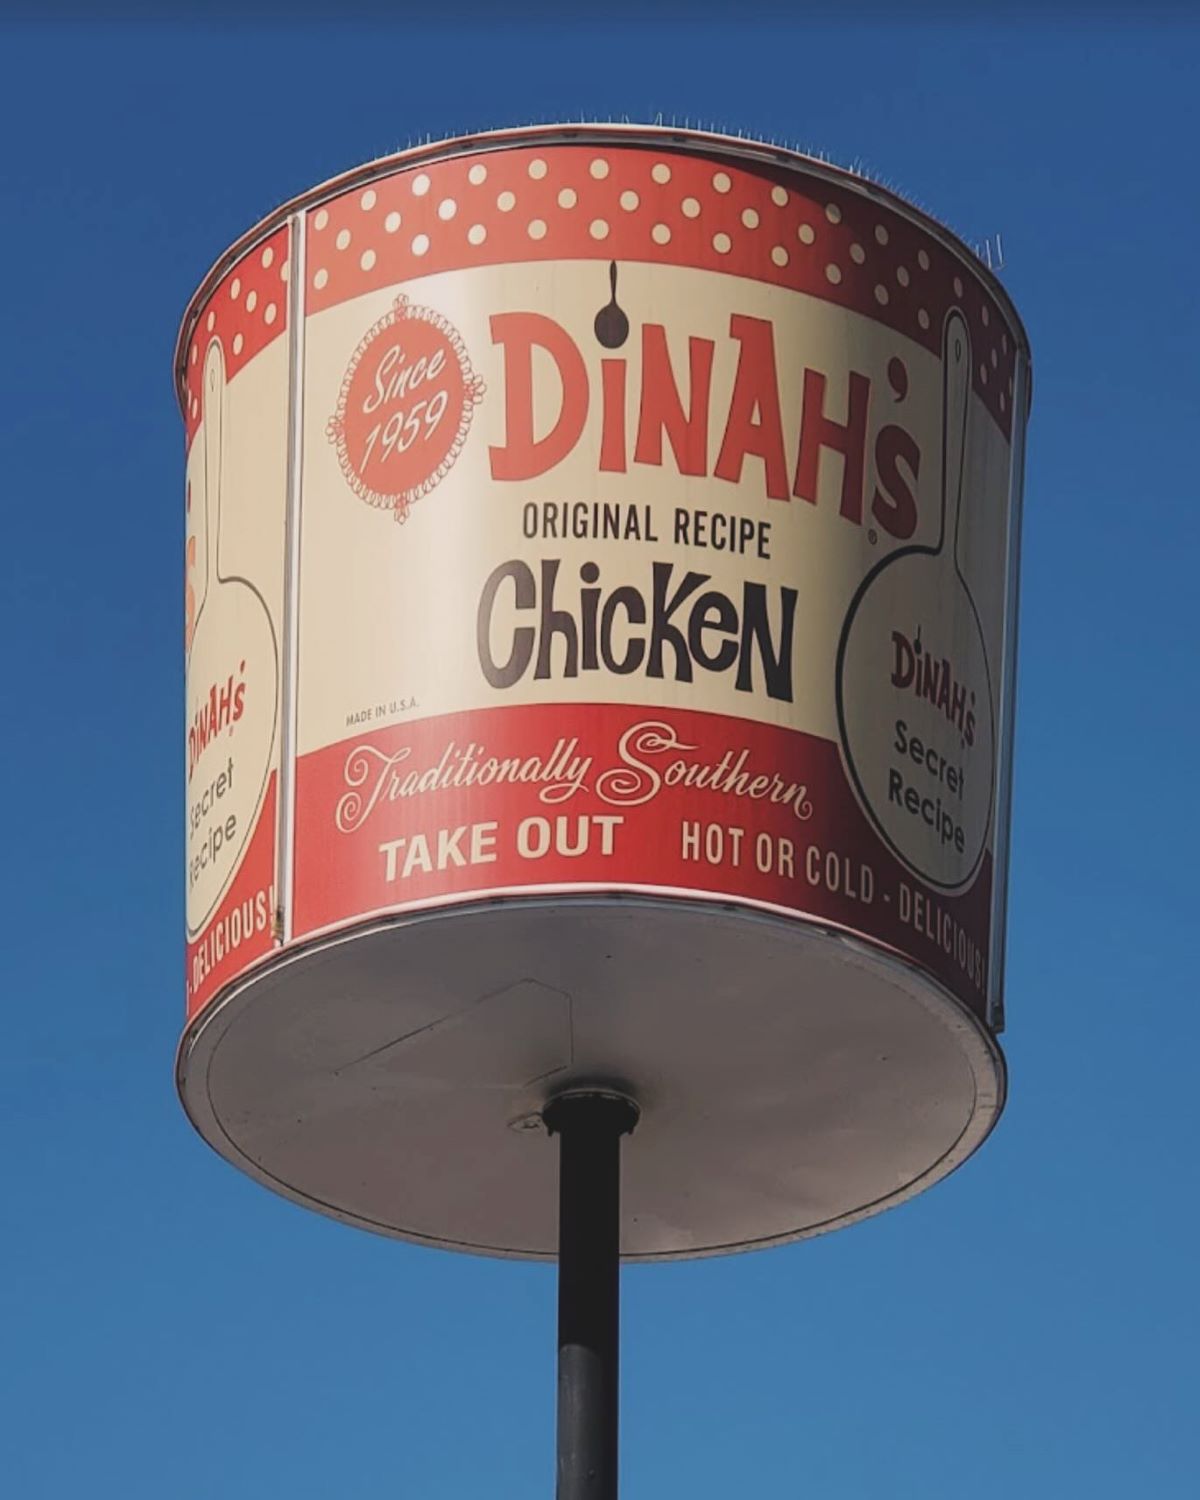 Since
1959
DiNAH's
®
ORIGINAL RECIPE
ChicKeN
MADE IN U.S.A.
Traditionally Southern
TAKE OUT HOT OR COLD - DELICIOUS!
DiNAH's
Secret
Recipe
DiNAH's
Secret
Recipe
- DELICIOUS!